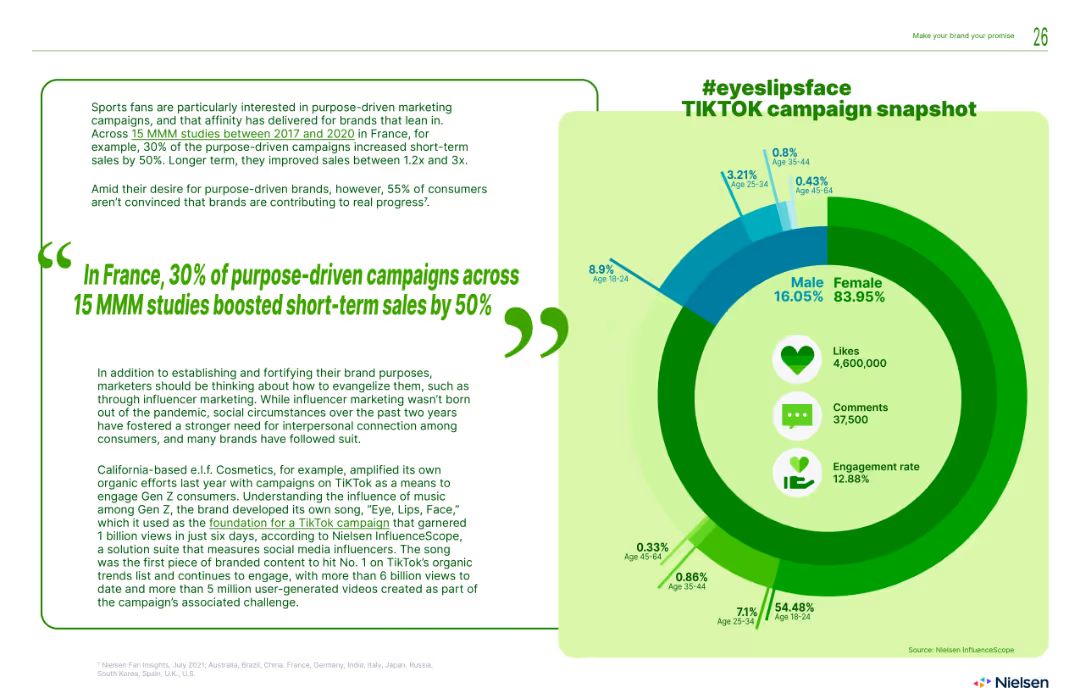 Make your brand your promise
26
Sports fans are particularly interested in purpose-driven marketing
campaigns, and that affinity has delivered for brands that lean in.
Across 15 MMM studies between 2017 and 2020 in France, for
example, 30% of the purpose-driven campaigns increased short-term
sales by 50%. Longer term, they improved sales between 1.2x and 3x.
Amid their desire for purpose-driven brands, however, 55% of consumers
aren’t convinced that brands are contributing to real progress⁷.
“In France, 30% of purpose-driven campaigns across
15 MMM studies boosted short-term sales by 50%”
In addition to establishing and fortifying their brand purposes,
marketers should be thinking about how to evangelize them, such as
through influencer marketing. While influencer marketing wasn’t born
out of the pandemic, social circumstances over the past two years
have fostered a stronger need for interpersonal connection among
consumers, and many brands have followed suit.
California-based e.l.f. Cosmetics, for example, amplified its own
organic efforts last year with campaigns on TiKToK as a means to
engage Gen Z consumers. Understanding the influence of music
among Gen Z, the brand developed its own song, “Eye, Lips, Face,”
which it used as the foundation for a TikTok campaign that garnered
1 billion views in just six days, according to Nielsen InfluenceScope,
a solution suite that measures social media influencers. The song
was the first piece of branded content to hit No. 1 on TikTok’s organic
trends list and continues to engage, with more than 6 billion views to
date and more than 5 million user-generated videos created as part of
the campaign’s associated challenge.
⁷ Nielsen Fan Insights, July 2021; Australia, Brazil, China, France, Germany, India, Italy, Japan, Russia,
South Korea, Spain, U.K., U.S.
#eyeslipsface
TIKTOK campaign snapshot
0.8%
Age 35-44
3.21%
Age 25-34
0.43%
Age 45-64
8.9%
Age 18-24
Male
16.05%
Female
83.95%
Likes
4,600,000
Comments
37,500
Engagement rate
12.88%
0.33%
Age 45-64
0.86%
Age 35-44
7.1%
Age 25-34
54.48%
Age 18-24
Source: Nielsen InfluenceScope
Nielsen